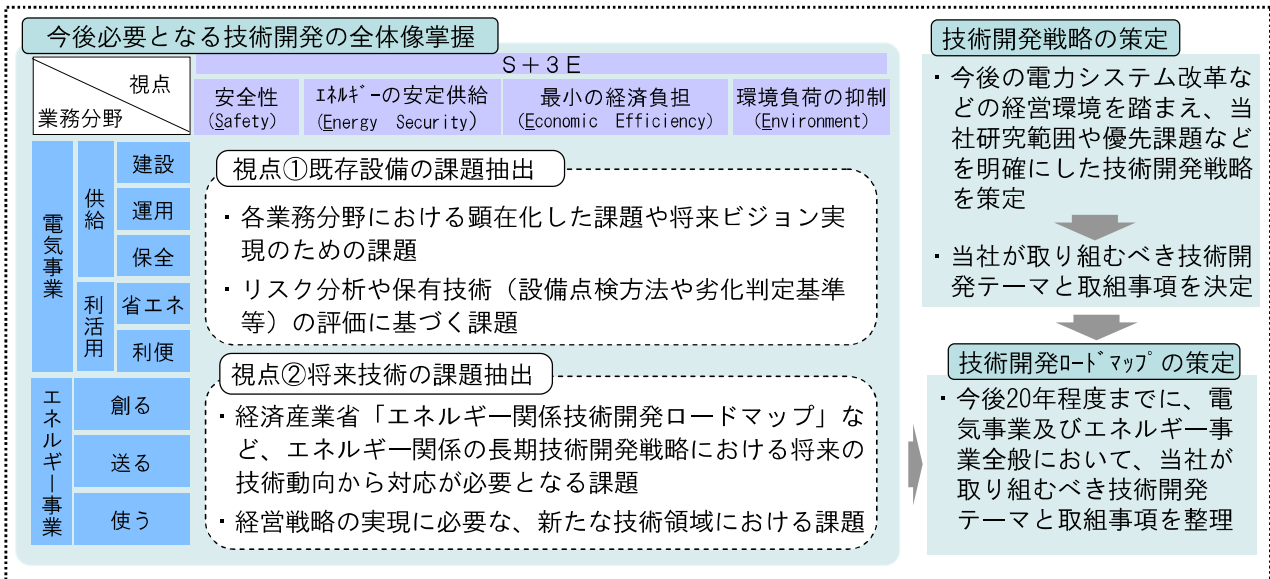 今後必要となる技術開発の全体像掌握
視点
業務分野
S+3E
安全性
(Safety)
ｴﾈﾙｷﾞｰの安定供給
(Energy Security)
最小の経済負担
(Economic Efficiency)
環境負荷の抑制
(Environment)
電気事業
供給
建設
運用
保全
利活用
省エネ
利便
エネルギー事業
創る
送る
使う
視点①既存設備の課題抽出
・各業務分野における顕在化した課題や将来ビジョン実
現のための課題
・リスク分析や保有技術（設備点検方法や劣化判定基準
等）の評価に基づく課題
視点②将来技術の課題抽出
・経済産業省「エネルギー関係技術開発ロードマップ」な
ど、エネルギー関係の長期技術開発戦略における将来の
技術動向から対応が必要となる課題
・経営戦略の実現に必要な、新たな技術領域における課題
技術開発戦略の策定
・今後の電力システム改革な
どの経営環境を踏まえ、当
社研究範囲や優先課題など
を明確にした技術開発戦略
を策定
・当社が取り組むべき技術開
発テーマと取組事項を決定
技術開発ﾛｰﾄﾞﾏｯﾌﾟの策定
・今後20年程度までに、電
気事業及びエネルギー事
業全般において、当社が
取り組むべき技術開発
テーマと取組事項を整理